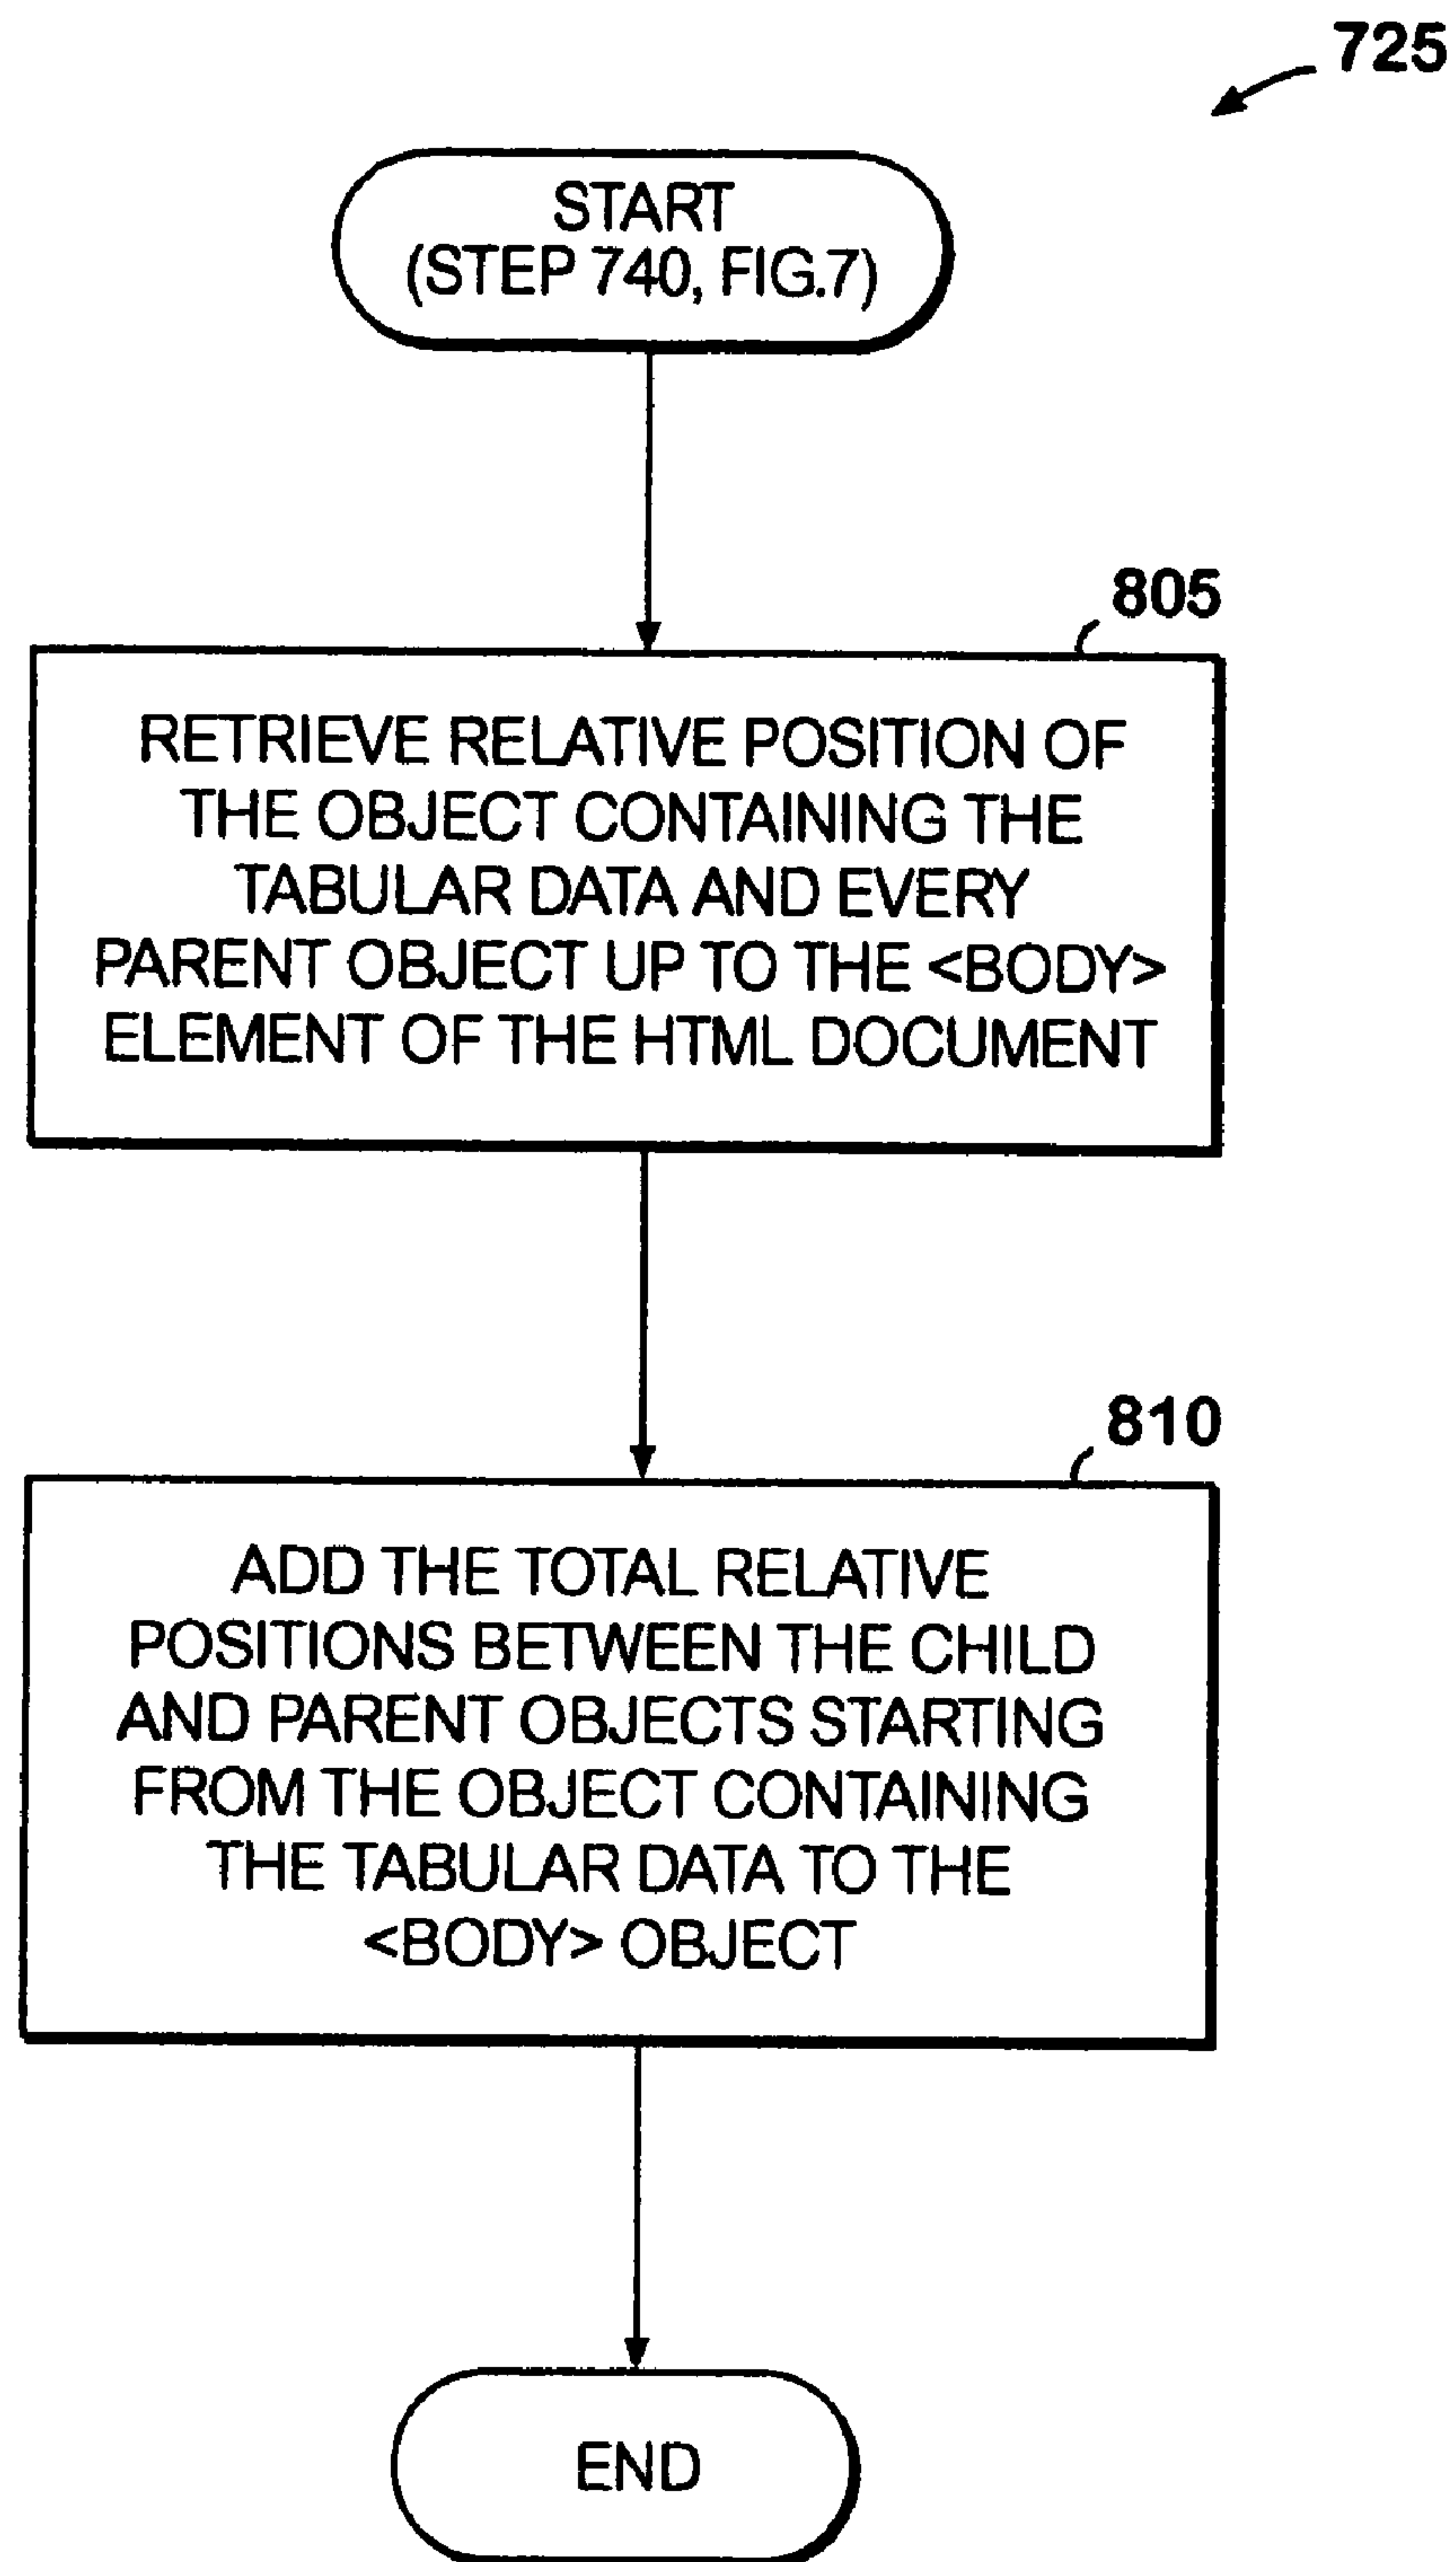 725
START
(STEP 740, FIG.7)
805
RETRIEVE RELATIVE POSITION OF
THE OBJECT CONTAINING THE
TABULAR DATA AND EVERY
PARENT OBJECT UP TO THE <BODY>
ELEMENT OF THE HTML DOCUMENT
810
ADD THE TOTAL RELATIVE
POSITIONS BETWEEN THE CHILD
AND PARENT OBJECTS STARTING
FROM THE OBJECT CONTAINING
THE TABULAR DATA TO THE
<BODY> OBJECT
END